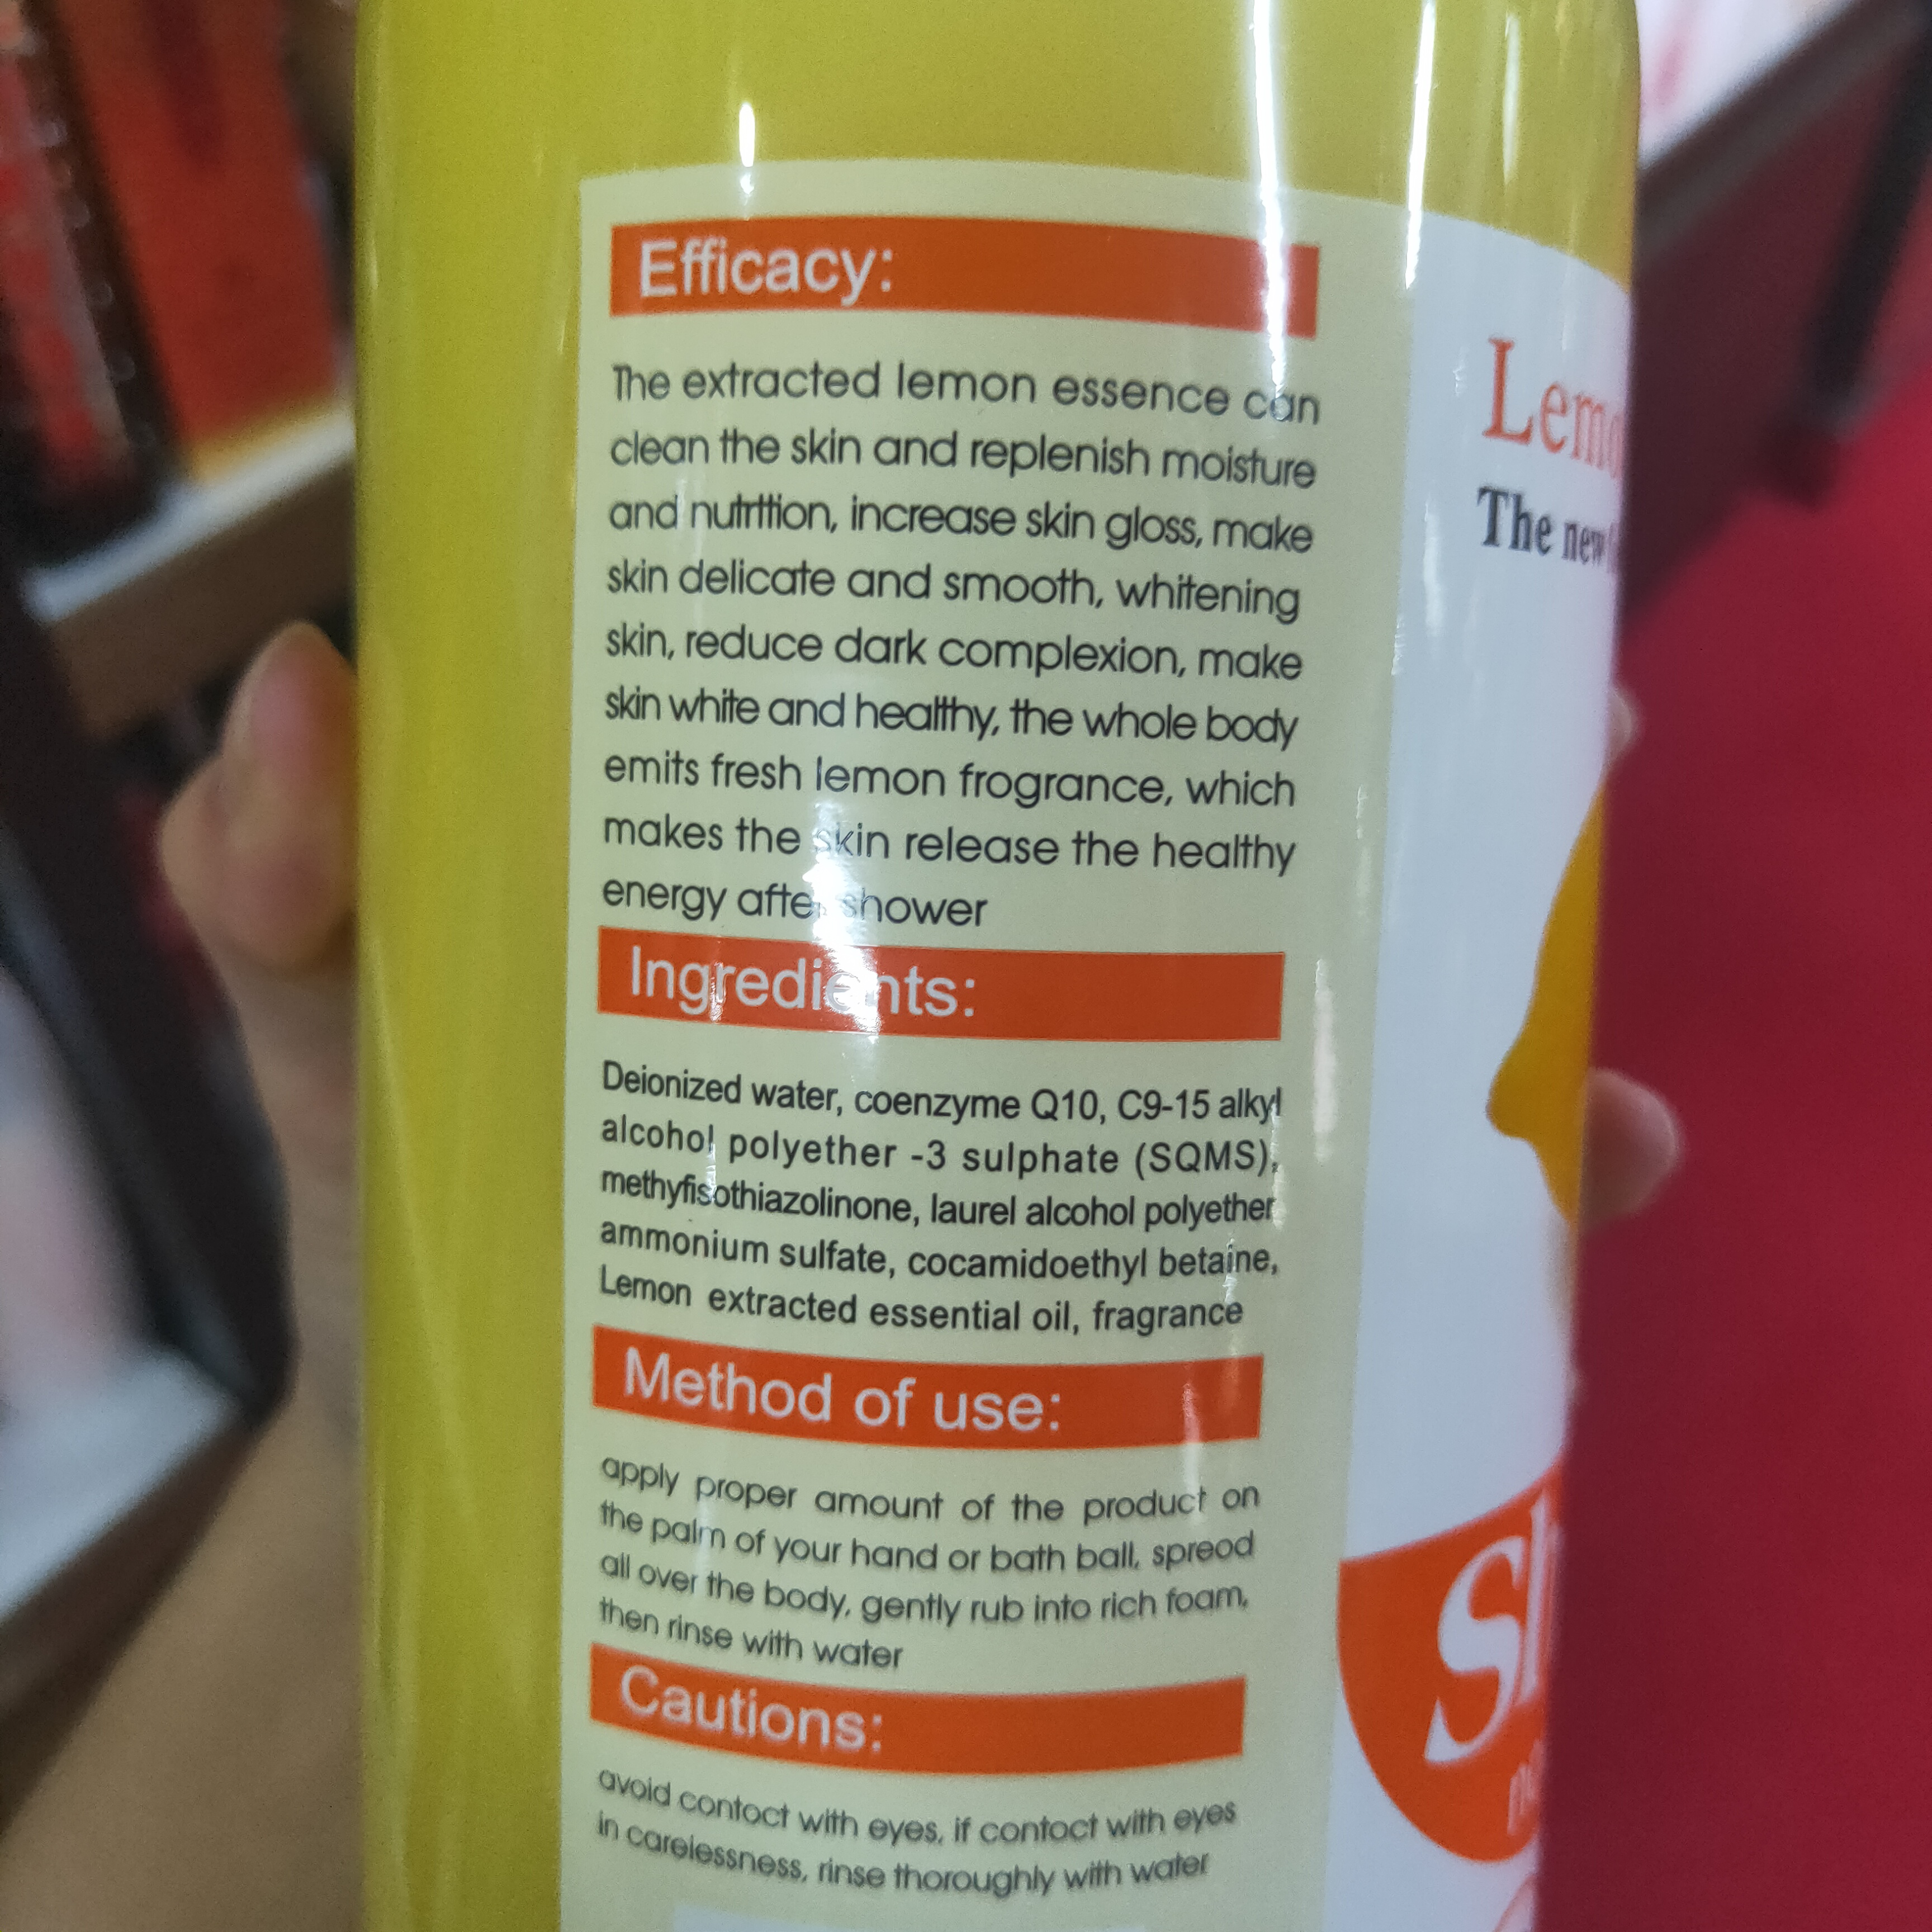 Efficacy:
The extracted lemon essence can
clean the skin and replenish moisture
and nutrttion, increase skin gloss, make
skin delicate and smooth, whitening
skin, reduce dark complexion, make
skin white and healthy, the whole body
emits fresh lemon frogrance, which
makes the skin release the healthy
energy after shower
Ingredients:
Deionized water, coenzyme Q10, C9-15 alkyl
alcohol polyether -3 sulphate (SQMS),
methyfisothiazolinone, laurel alcohol polyether
ammonium sulfate, cocamidoethyl betaine,
Lemon extracted essential oil, fragrance
Method of use:
apply proper amount of the product on
the palm of your hand or bath ball, spreod
all over the body, gently rub into rich foam,
then rinse with water
Cautions:
avoid contoct with eyes, if contoct with eyes
in carelessness, rinse thoroughly with water
Lemo
The new